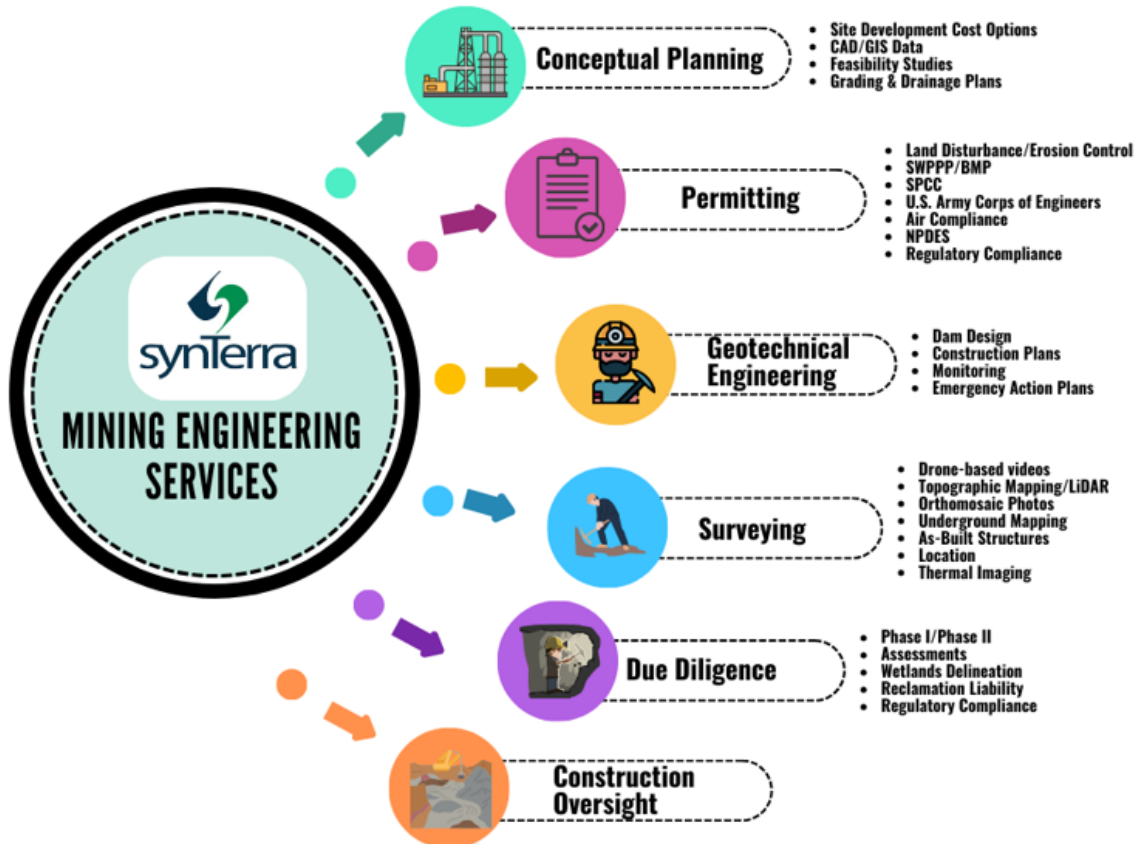 synTerra
MINING ENGINEERING
SERVICES
Conceptual Planning
• Site Development Cost Options
• CAD/GIS Data
• Feasibility Studies
• Grading & Drainage Plans
Permitting
• Land Disturbance/Erosion Control
• SWPPP/BMP
• SPCC
• U.S. Army Corps of Engineers
• Air Compliance
• NPDES
• Regulatory Compliance
Geotechnical
Engineering
• Dam Design
• Construction Plans
• Monitoring
• Emergency Action Plans
Surveying
• Drone-based videos
• Topographic Mapping/LiDAR
• Orthomosaic Photos
• Underground Mapping
• As-Built Structures
• Location
• Thermal Imaging
Due Diligence
• Phase I/Phase II
• Assessments
• Wetlands Delineation
• Reclamation Liability
• Regulatory Compliance
Construction
Oversight